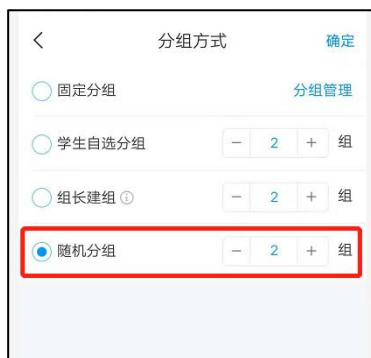 分组方式 确定
固定分组 分组管理
学生自选分组 − 2 + 组
组长建组 − 2 + 组
随机分组 − 2 + 组